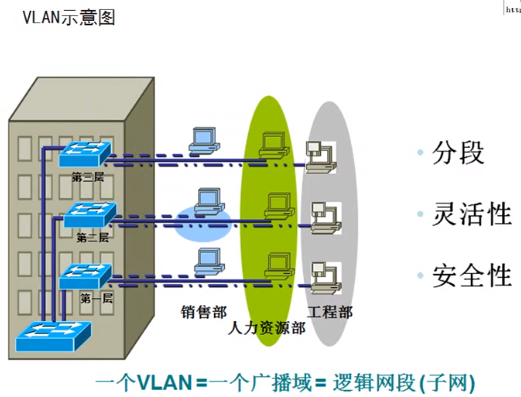 VLAN示意图
第三层
第二层
第一层
销售部
人力资源部
工程部
• 分段
• 灵活性
• 安全性
一个VLAN=一个广播域= 逻辑网段(子网)